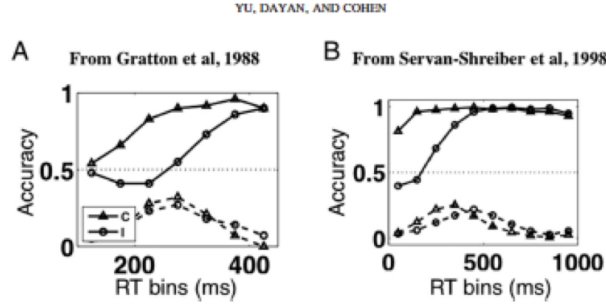 YU, DAYAN, AND COHEN
A
From Gratton et al, 1988
1
0.5
0
Accuracy
C
I
200
400
RT bins (ms)
B
From Servan-Shreiber et al, 1998
1
0.5
0
Accuracy
0
500
1000
RT bins (ms)